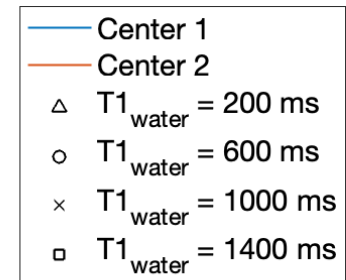 Center 1
Center 2
T1water = 200 ms
T1water = 600 ms
T1water = 1000 ms
T1water = 1400 ms